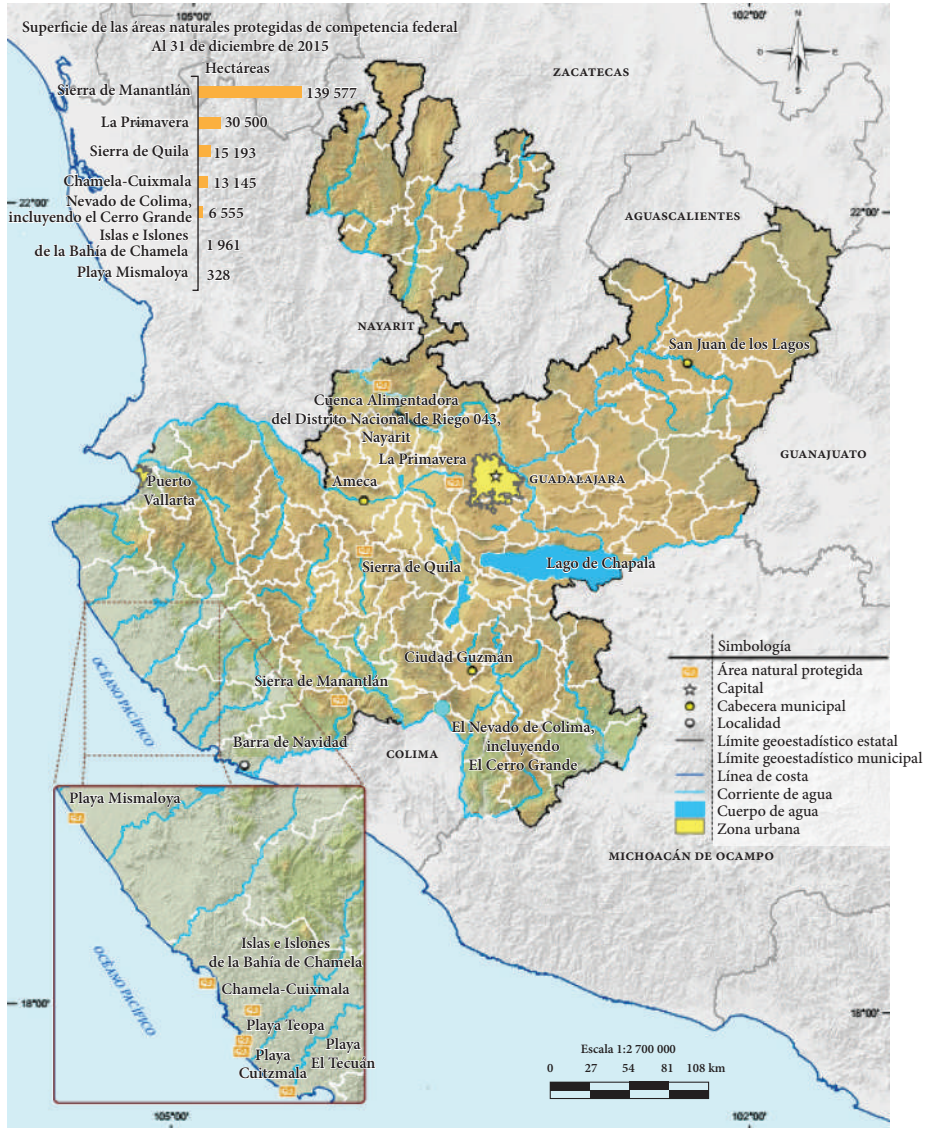 105°00'
102°00'
Superficie de las áreas naturales protegidas de competencia federal
Al 31 de diciembre de 2015
Hectáreas
Sierra de Manantlán
139 577
La Primavera
30 500
Sierra de Quila
15 193
Chamela-Cuixmala
13 145
Nevado de Colima,
incluyendo el Cerro Grande
6 555
Islas e Islones
de la Bahía de Chamela
1 961
Playa Mismaloya
328
N
O
E
S
ZACATECAS
22°00'
22°00'
AGUASCALIENTES
NAYARIT
San Juan de los Lagos
Cuenca Alimentadora
del Distrito Nacional de Riego 043,
Nayarit
La Primavera
GUANAJUATO
Puerto
Vallarta
Ameca
GUADALAJARA
Sierra de Quila
Lago de Chapala
OCÉANO PACÍFICO
Ciudad Guzmán
Sierra de Manantlán
Barra de Navidad
El Nevado de Colima,
incluyendo
El Cerro Grande
COLIMA
Simbología
Área natural protegida
Capital
Cabecera municipal
Localidad
Límite geoestadístico estatal
Límite geoestadístico municipal
Línea de costa
Corriente de agua
Cuerpo de agua
Zona urbana
MICHOACÁN DE OCAMPO
Playa Mismaloya
OCÉANO PACÍFICO
Islas e Islones
de la Bahía de Chamela
Chamela-Cuixmala
Playa Teopa
Playa
Cuitzmala
Playa
El Tecuán
18°00'
18°00'
Escala 1:2 700 000
0 27 54 81 108 km
105°00'
102°00'